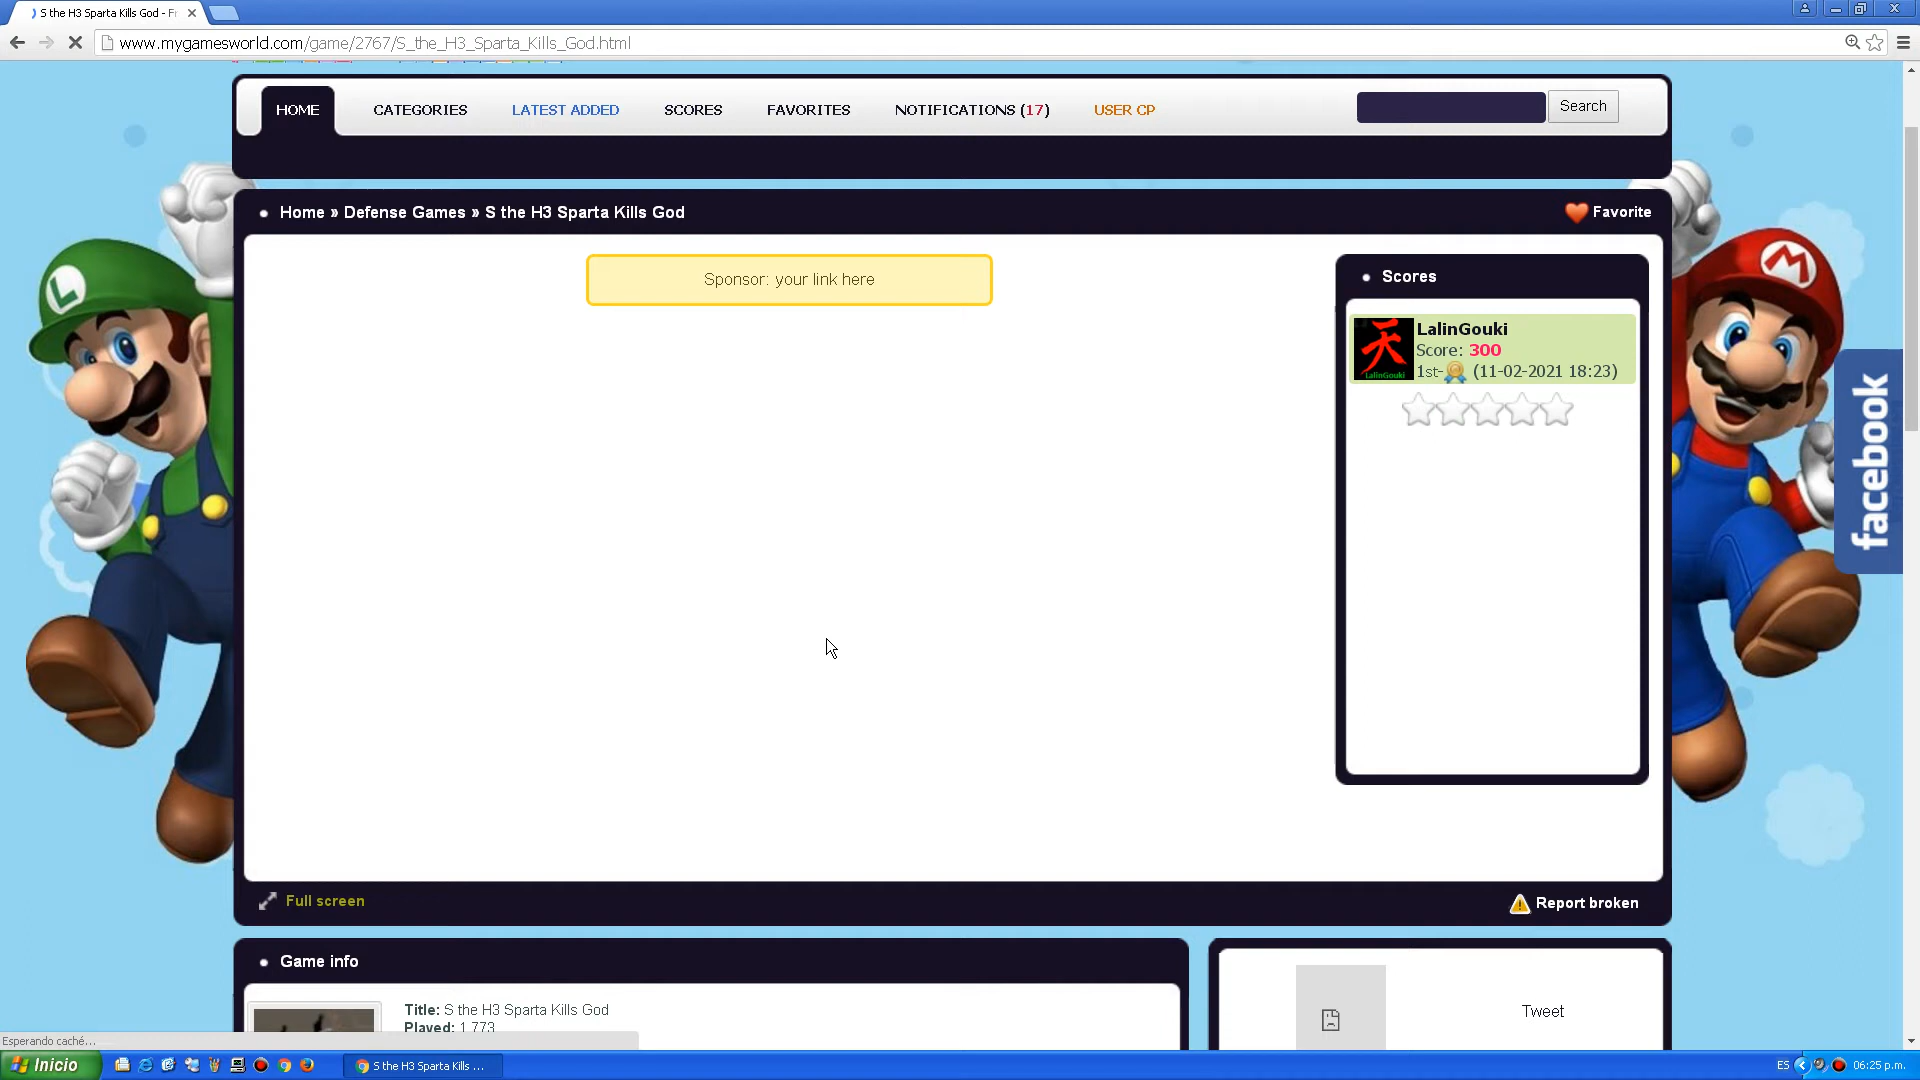 S the H3 Sparta Kills God - Fr
www.mygamesworld.com/game/2767/S_the_H3_Sparta_Kills_God.html
HOME CATEGORIES LATEST ADDED SCORES FAVORITES NOTIFICATIONS (17) USER CP Search
Home » Defense Games » S the H3 Sparta Kills God Favorite
Sponsor: your link here
Scores
LalinGouki
Score: 300
1st- (11-02-2021 18:23)
天
LalinGouki
L
M
facebook
Full screen Report broken
Game info
Title: S the H3 Sparta Kills God
Played: 1,773
Tweet
Esperando caché...
Inicio S the H3 Sparta Kills ... ES 06:25 p.m.